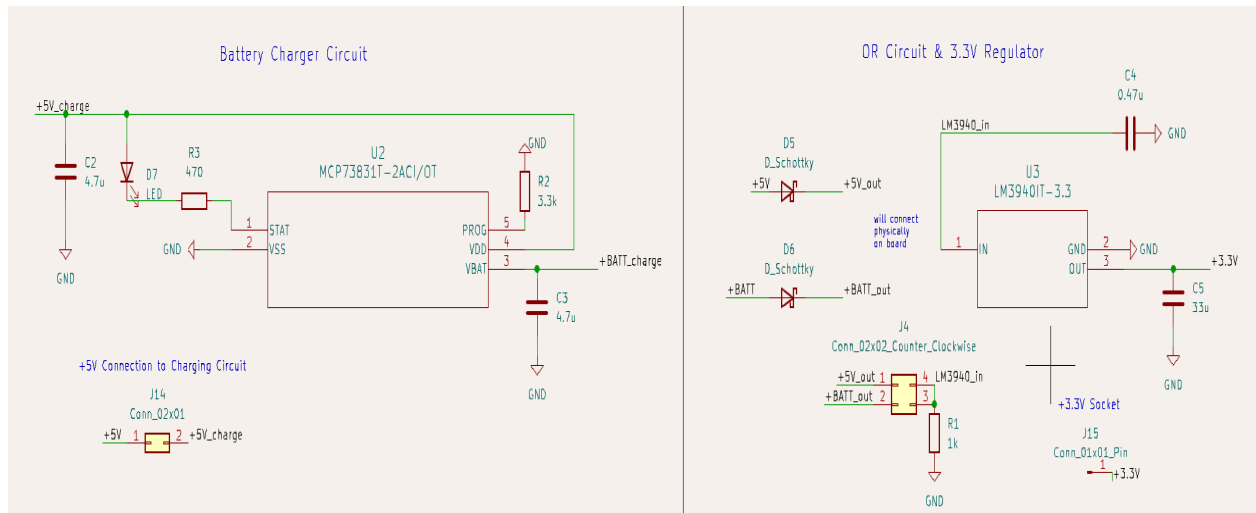 Battery Charger Circuit
+5V_charge
C2
4.7u
GND
D7
LED
R3
470
U2
MCP73831T-2ACI/OT
GND
R2
3.3k
1
STAT
GND
2
VSS
PROG
5
VDD
4
VBAT
3
+BATT_charge
C3
4.7u
GND
+5V Connection to Charging Circuit
J14
Conn_02x01
+5V
1
2
+5V_charge
OR Circuit & 3.3V Regulator
C4
0.47u
GND
LM3940_in
D5
D_Schottky
+5V
+5V_out
will connect
physically
on board
D6
D_Schottky
+BATT
+BATT_out
U3
LM3940IT-3.3
1
IN
GND
2
GND
OUT
3
+3.3V
C5
33u
GND
J4
Conn_02x02_Counter_Clockwise
+5V_out
1
4
LM3940_in
+BATT_out
2
3
R1
1k
GND
+3.3V Socket
J15
Conn_01x01_Pin
1
+3.3V